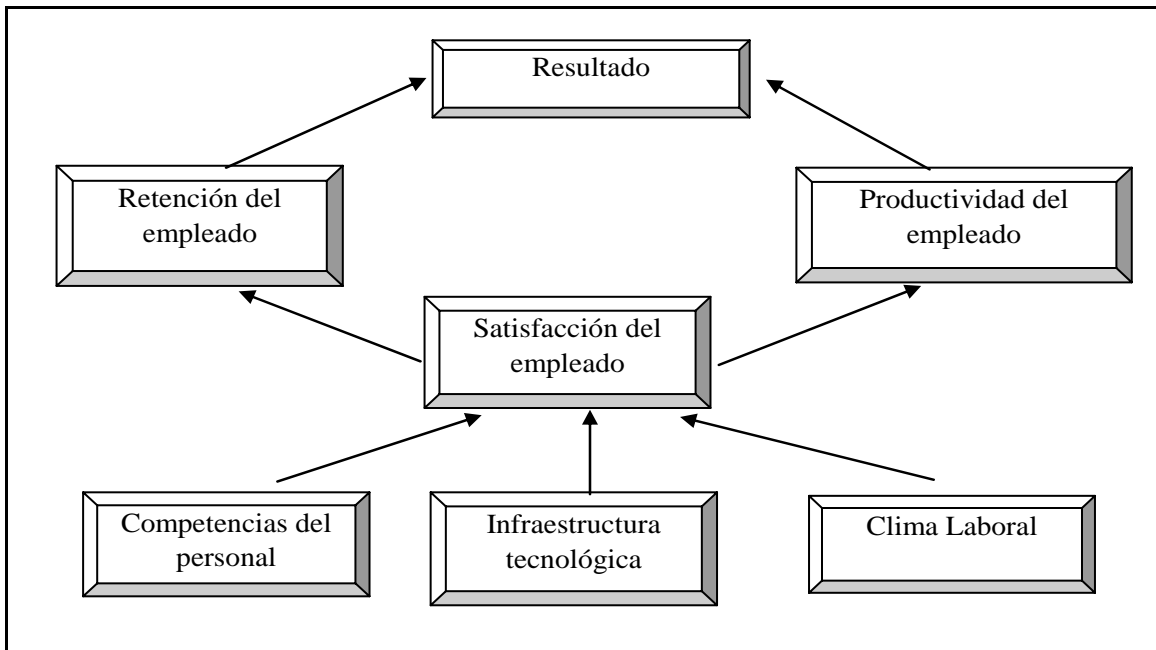 Resultado
Retención del
empleado
Productividad del
empleado
Satisfacción del
empleado
Competencias del
personal
Infraestructura
tecnológica
Clima Laboral